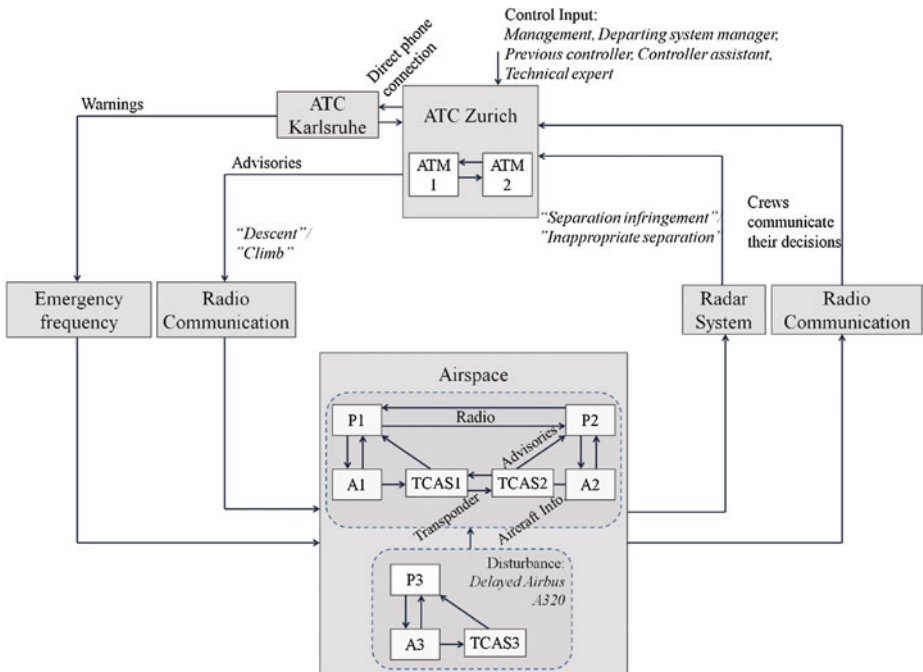 Control Input:
Management, Departing system manager,
Previous controller, Controller assistant,
Technical expert
Direct phone
connection
Warnings
ATC
Karlsruhe
ATC Zurich
ATM
1
ATM
2
Advisories
"Descent"/
"Climb"
"Separation infringement"/
"Inappropriate separation"
Crews
communicate
their decisions
Emergency
frequency
Radio
Communication
Radar
System
Radio
Communication
Airspace
P1
Radio
P2
Advisories
A1
TCAS1
TCAS2
A2
Transponder
Aircraft Info.
Disturbance:
Delayed Airbus
A320
P3
A3
TCAS3